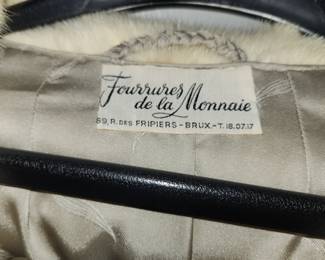 Fourrures
de la Monnaie
89, R. DES FRIPIERS - BRUX. - T. 18.07.17